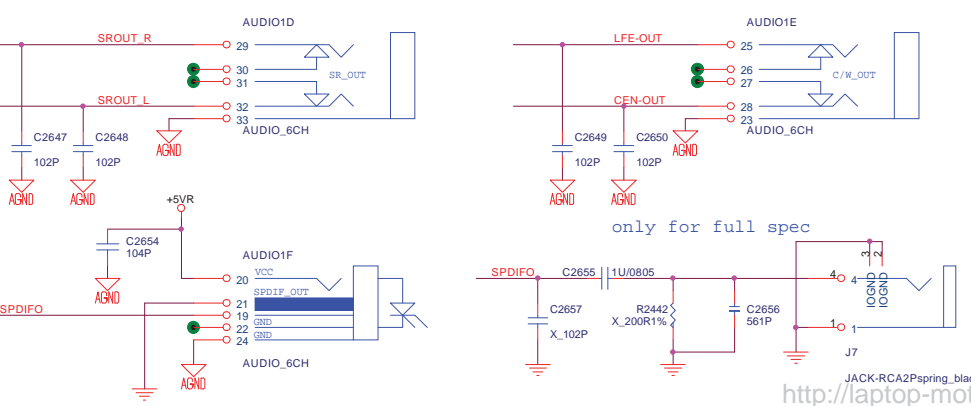 AUDIO1D
SROUT_R
29
30
31
SR_OUT
SROUT_L
32
33
AUDIO_6CH
AGND
C2647
102P
C2648
102P
AGND
AGND
AUDIO1E
LFE-OUT
25
26
27
C/W_OUT
CEN-OUT
28
23
AUDIO_6CH
AGND
C2649
102P
C2650
102P
AGND
AGND
+5VR
C2654
104P
AGND
AUDIO1F
20
VCC
SPDIF_OUT
21
SPDIFO
19
GND
22
GND
24
AUDIO_6CH
AGND
only for full spec
SPDIFO
C2655
1U/0805
C2657
X_102P
R2442
X_200R1%
C2656
561P
3
2
IOGND
IOGND
4
4
1
1
J7
JACK-RCA2Pspring_blac
http://laptop-mot